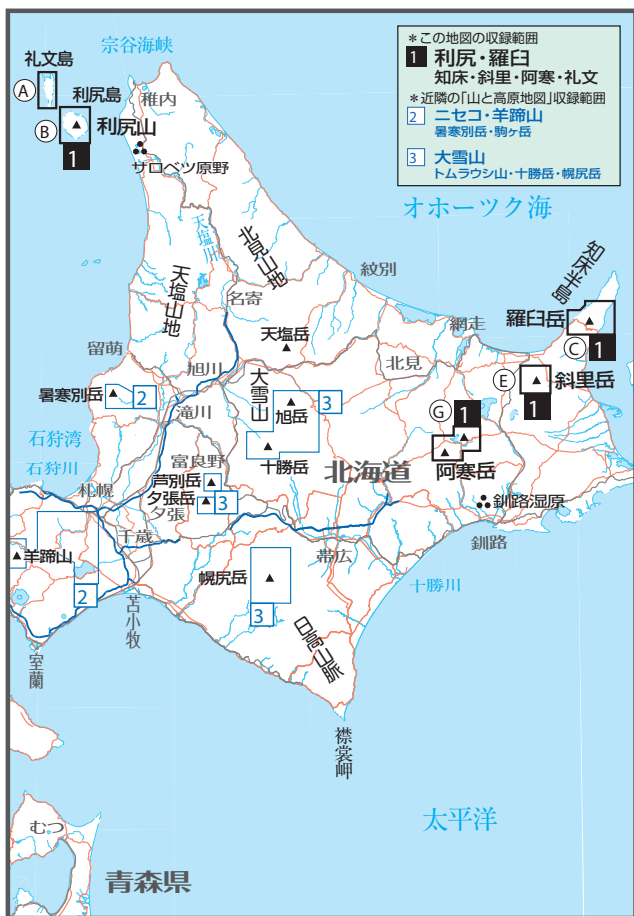 ＊この地図の収録範囲
1 利尻・羅臼
知床・斜里・阿寒・礼文
＊近隣の「山と高原地図」収録範囲
2 ニセコ・羊蹄山
暑寒別岳・駒ヶ岳
3 大雪山
トムラウシ山・十勝岳・幌尻岳
宗谷海峡
礼文島
A
利尻島
稚内
B
利尻山
1
サロベツ原野
オホーツク海
天塩川
北見山地
天塩山地
紋別
知床半島
名寄
羅臼岳
網走
C
1
天塩岳
留萌
旭川
北見
E
斜里岳
1
暑寒別岳
2
大雪山
旭岳
3
滝川
G
1
石狩湾
十勝岳
阿寒岳
石狩川
富良野
北海道
芦別岳
札幌
夕張岳
3
夕張
釧路湿原
千歳
釧路
羊蹄山
帯広
幌尻岳
十勝川
2
3
苫小牧
日高山脈
室蘭
襟裳岬
太平洋
むつ
青森県